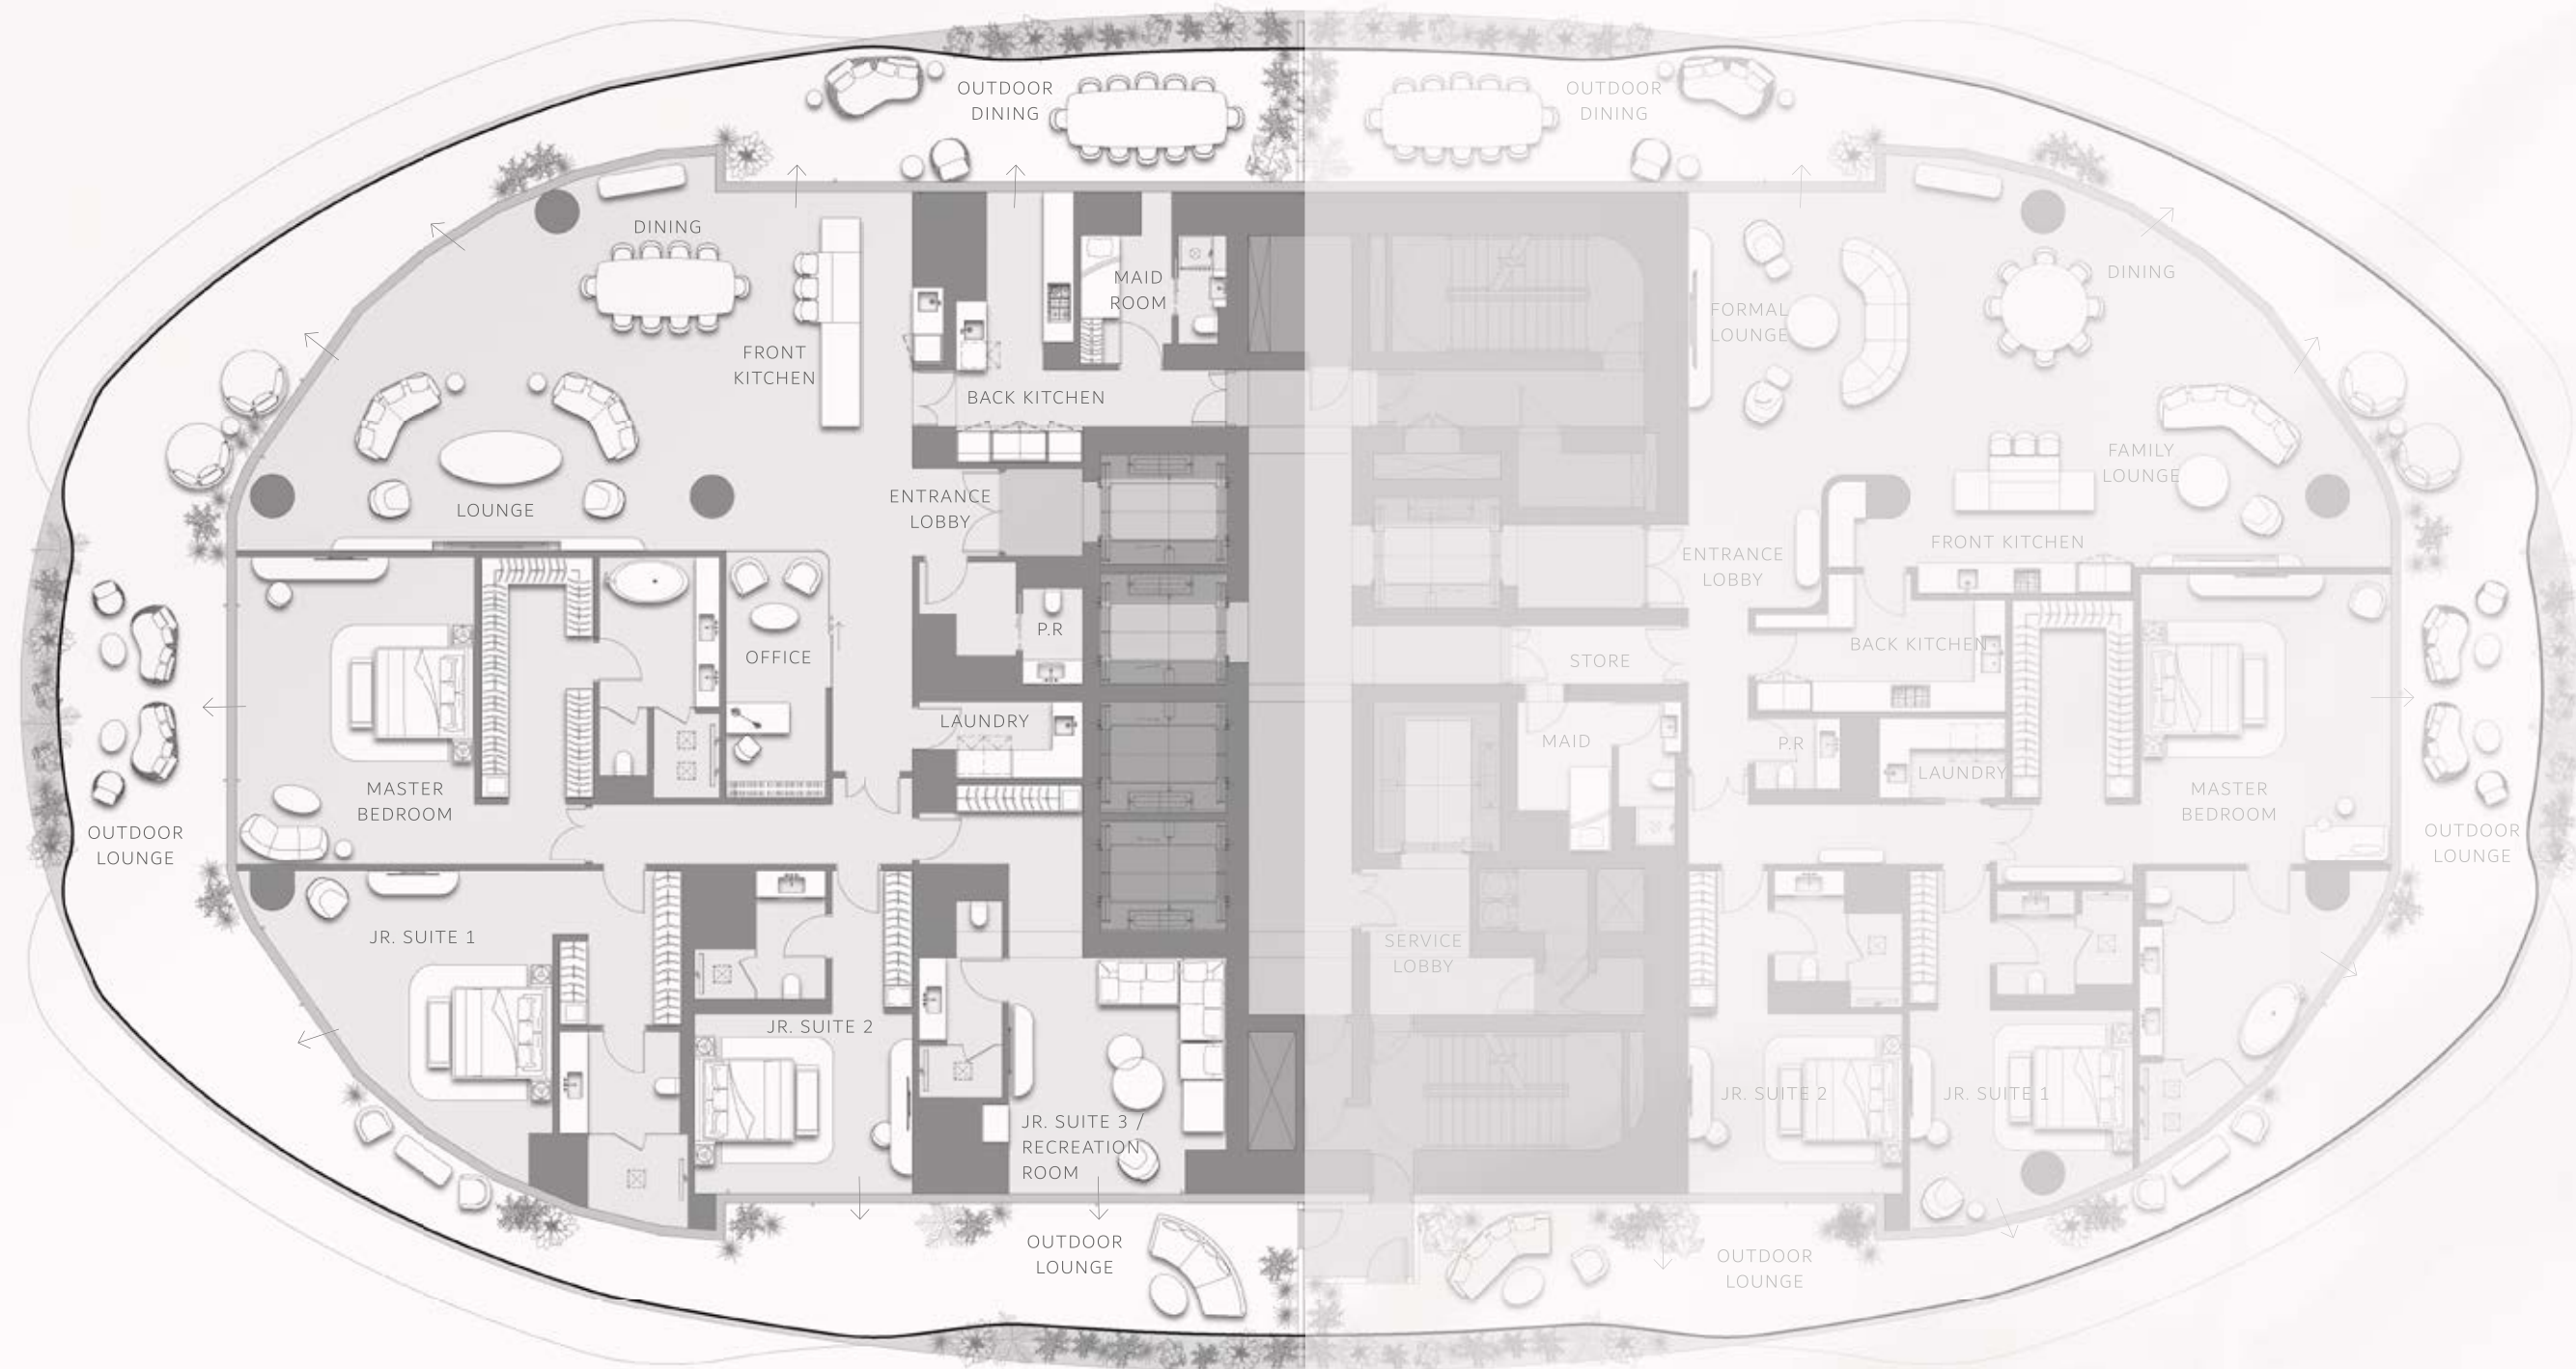 OUTDOOR
DINING
DINING
MAID
ROOM
FRONT
KITCHEN
BACK KITCHEN
LOUNGE
ENTRANCE
LOBBY
P.R
OFFICE
LAUNDRY
MASTER
BEDROOM
OUTDOOR
LOUNGE
JR. SUITE 1
JR. SUITE 2
JR. SUITE 3 /
RECREATION
ROOM
OUTDOOR
LOUNGE
OUTDOOR
DINING
DINING
FORMAL
LOUNGE
FAMILY
LOUNGE
FRONT KITCHEN
ENTRANCE
LOBBY
BACK KITCHEN
STORE
MAID
P.R
LAUNDRY
MASTER
BEDROOM
OUTDOOR
LOUNGE
SERVICE
LOBBY
JR. SUITE 2
JR. SUITE 1
OUTDOOR
LOUNGE